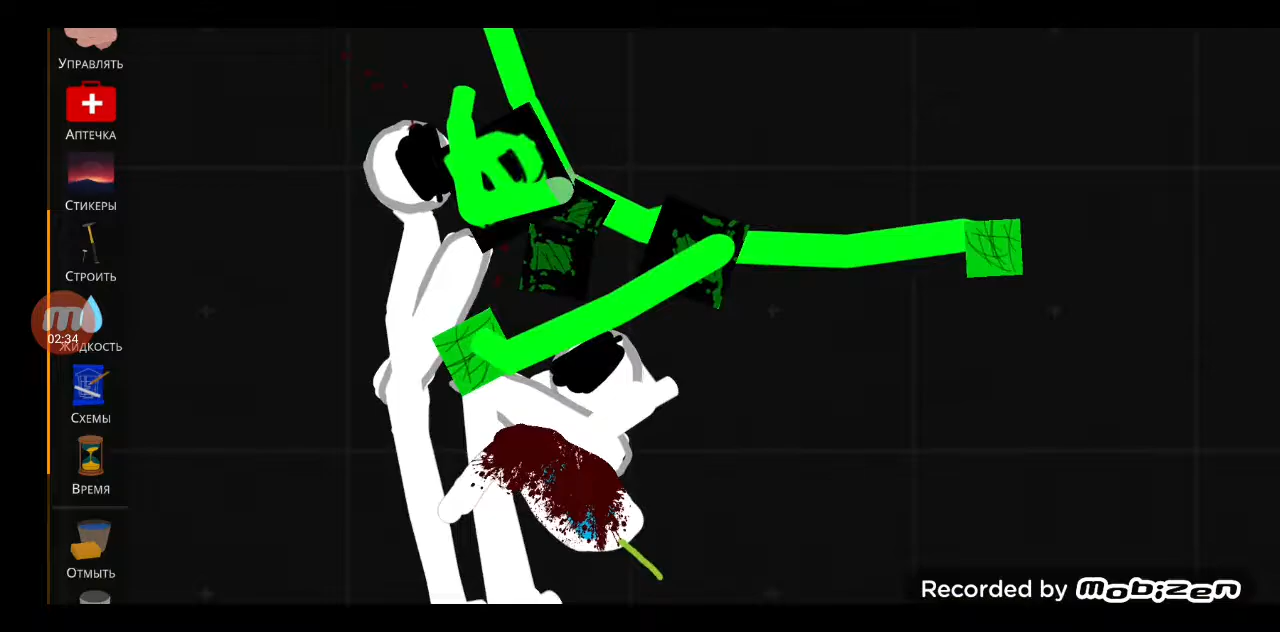 Управлять
Аптечка
Стикеры
Строить
02:34
Жидкость
Схемы
Время
Отмыть
Recorded by mobizen